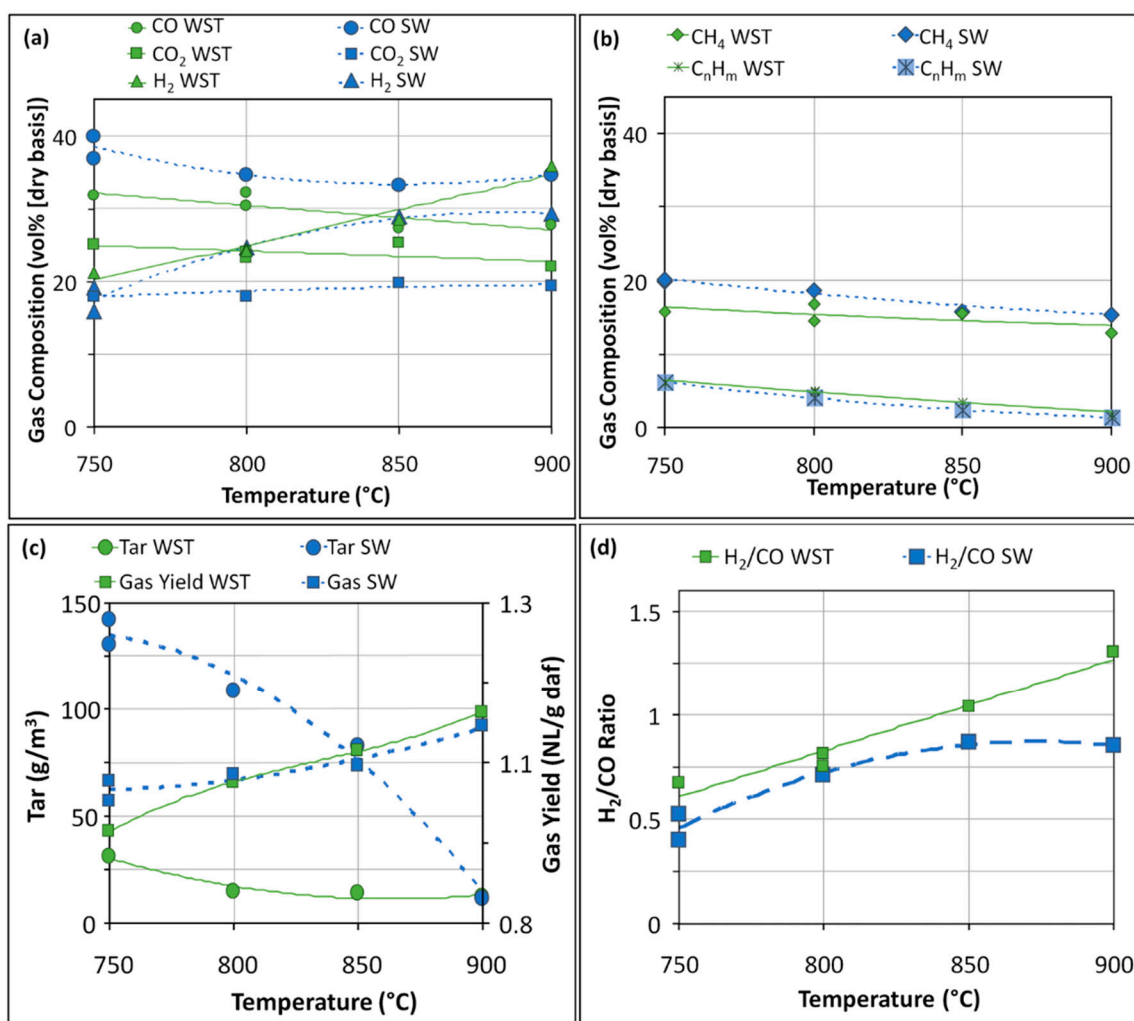 (a)
CO WST
CO SW
CO₂ WST
CO₂ SW
H₂ WST
H₂ SW
Gas Composition (vol% [dry basis])
40
20
0
750
800
850
900
Temperature (°C)
(b)
CH₄ WST
CH₄ SW
CₙHₘ WST
CₙHₘ SW
Gas Composition (vol% [dry basis])
40
20
0
750
800
850
900
Temperature (°C)
(c)
Tar WST
Tar SW
Gas Yield WST
Gas SW
Tar (g/m³)
150
100
50
0
1.3
1.1
0.8
Gas Yield (NL/g daf)
750
800
850
900
Temperature (°C)
(d)
H₂/CO WST
H₂/CO SW
H₂/CO Ratio
1.5
1
0.5
0
750
800
850
900
Temperature (°C)